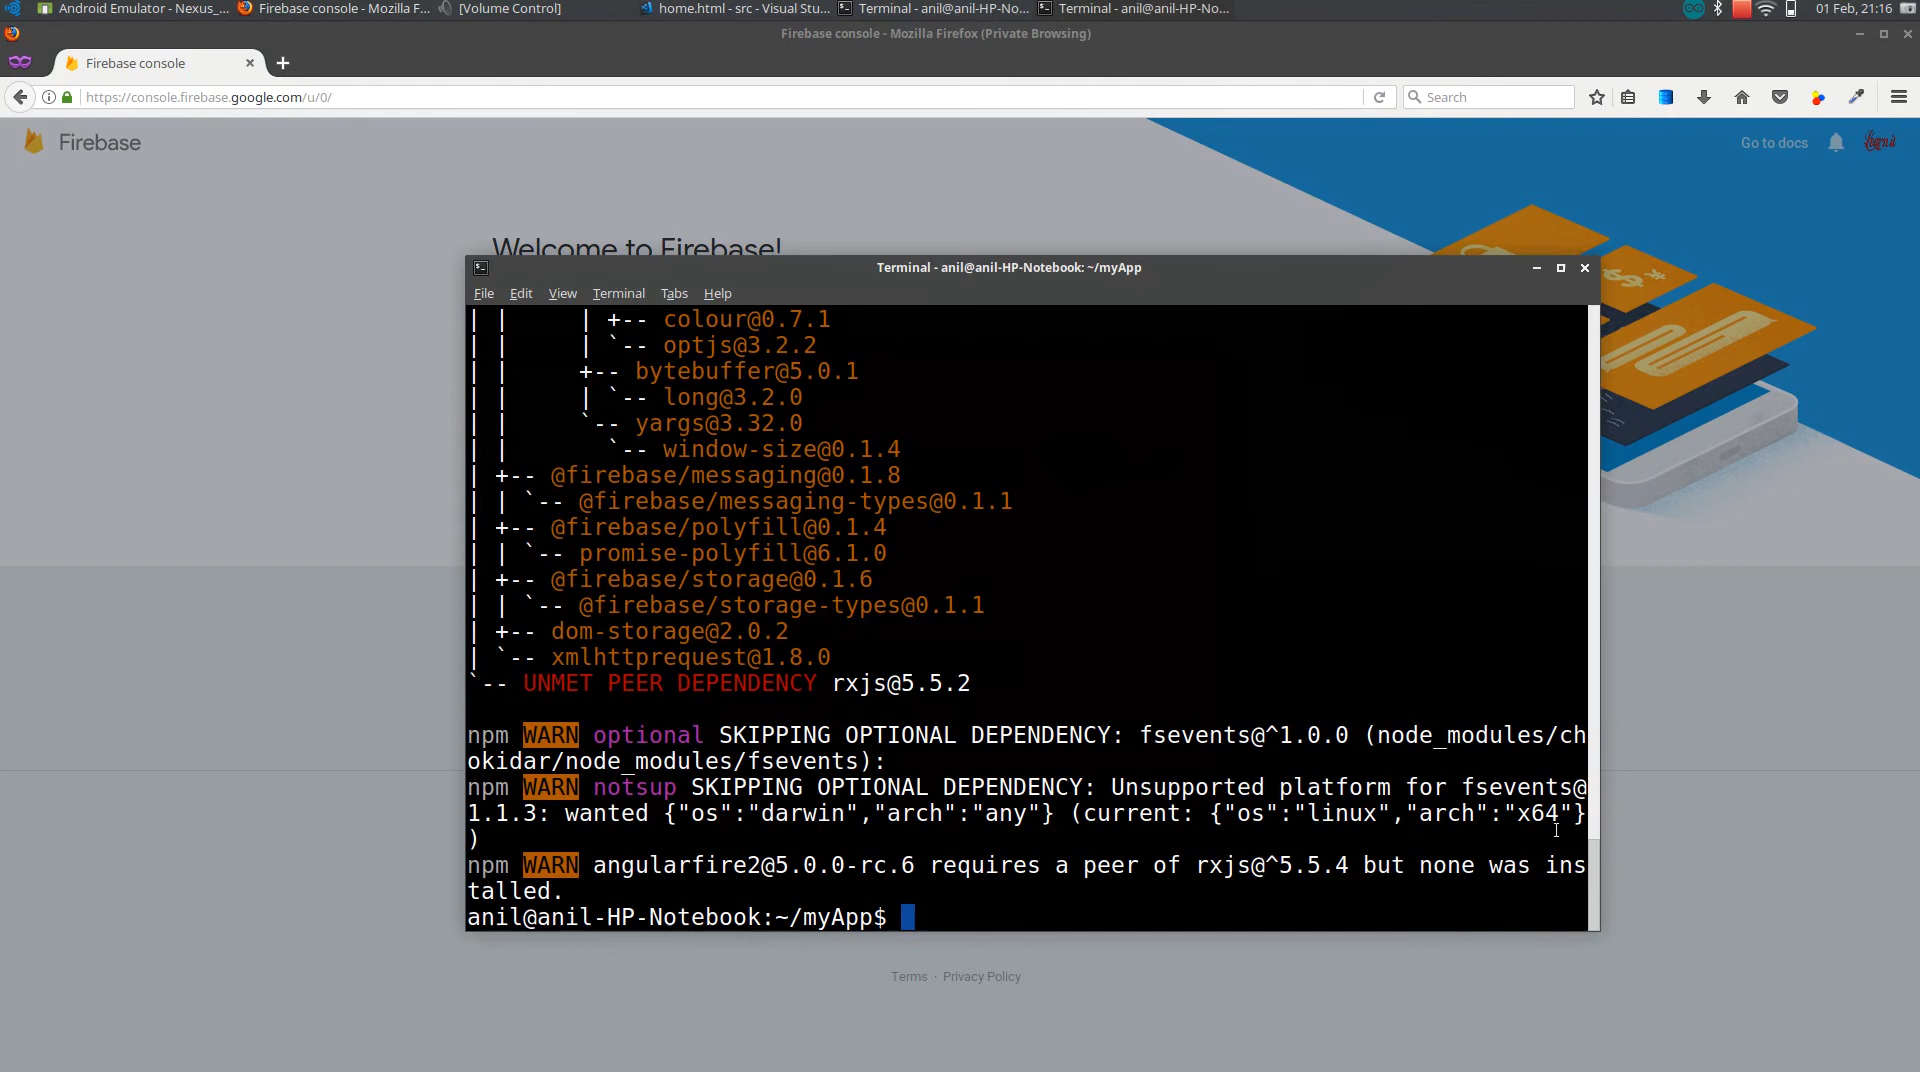 Android Emulator - Nexus_... Firebase console - Mozilla F... [Volume Control] home.html - src - Visual Stu... Terminal - anil@anil-HP-No... Terminal - anil@anil-HP-No... 01 Feb, 21:16
Firebase console - Mozilla Firefox (Private Browsing)
Firebase console
https://console.firebase.google.com/u/0/ Search
Firebase Go to docs Learn it
Welcome to Firebase!
Terminal - anil@anil-HP-Notebook: ~/myApp
File Edit View Terminal Tabs Help
| |     | +-- colour@0.7.1
| |     | `-- optjs@3.2.2
| |     +-- bytebuffer@5.0.1
| |     | `-- long@3.2.0
| |     `-- yargs@3.32.0
| |       `-- window-size@0.1.4
| +-- @firebase/messaging@0.1.8
| | `-- @firebase/messaging-types@0.1.1
| +-- @firebase/polyfill@0.1.4
| | `-- promise-polyfill@6.1.0
| +-- @firebase/storage@0.1.6
| | `-- @firebase/storage-types@0.1.1
| +-- dom-storage@2.0.2
| `-- xmlhttprequest@1.8.0
`-- UNMET PEER DEPENDENCY rxjs@5.5.2
npm WARN optional SKIPPING OPTIONAL DEPENDENCY: fsevents@^1.0.0 (node_modules/ch
okidar/node_modules/fsevents):
npm WARN notsup SKIPPING OPTIONAL DEPENDENCY: Unsupported platform for fsevents@
1.1.3: wanted {"os":"darwin","arch":"any"} (current: {"os":"linux","arch":"x64"}
)
npm WARN angularfire2@5.0.0-rc.6 requires a peer of rxjs@^5.5.4 but none was ins
talled.
anil@anil-HP-Notebook:~/myApp$
Terms · Privacy Policy